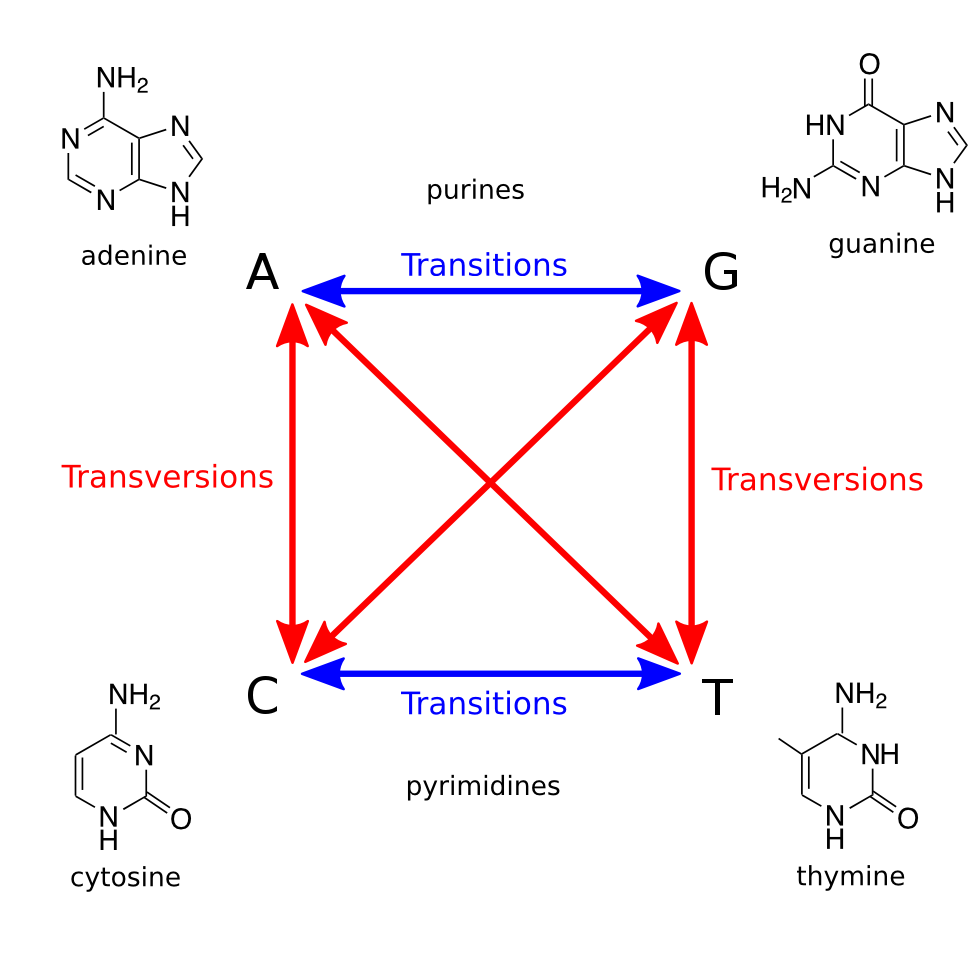 NH2
N
N
N
N
H
adenine
O
HN
N
H2N
N
N
H
guanine
purines
A
Transitions
G
Transversions
Transversions
C
Transitions
T
pyrimidines
NH2
N
N
H
O
cytosine
NH2
NH
N
H
O
thymine